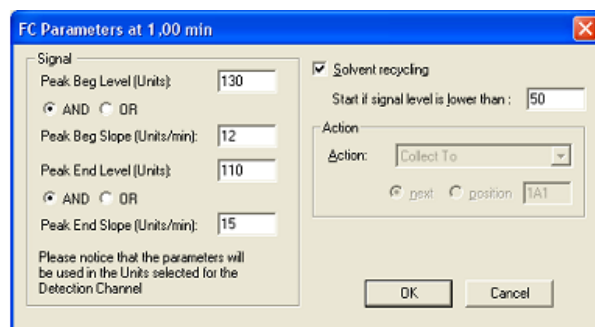 FC Parameters at 1,00 min
Signal
Peak Beg Level (Units): 130
AND OR
Peak Beg Slope (Units/min): 12
Peak End Level (Units): 110
AND OR
Peak End Slope (Units/min): 15
Please notice that the parameters will
be used in the Units selected for the
Detection Channel
Solvent recycling
Start if signal level is lower than : 50
Action
Action: Collect To
next position 1A1
OK Cancel